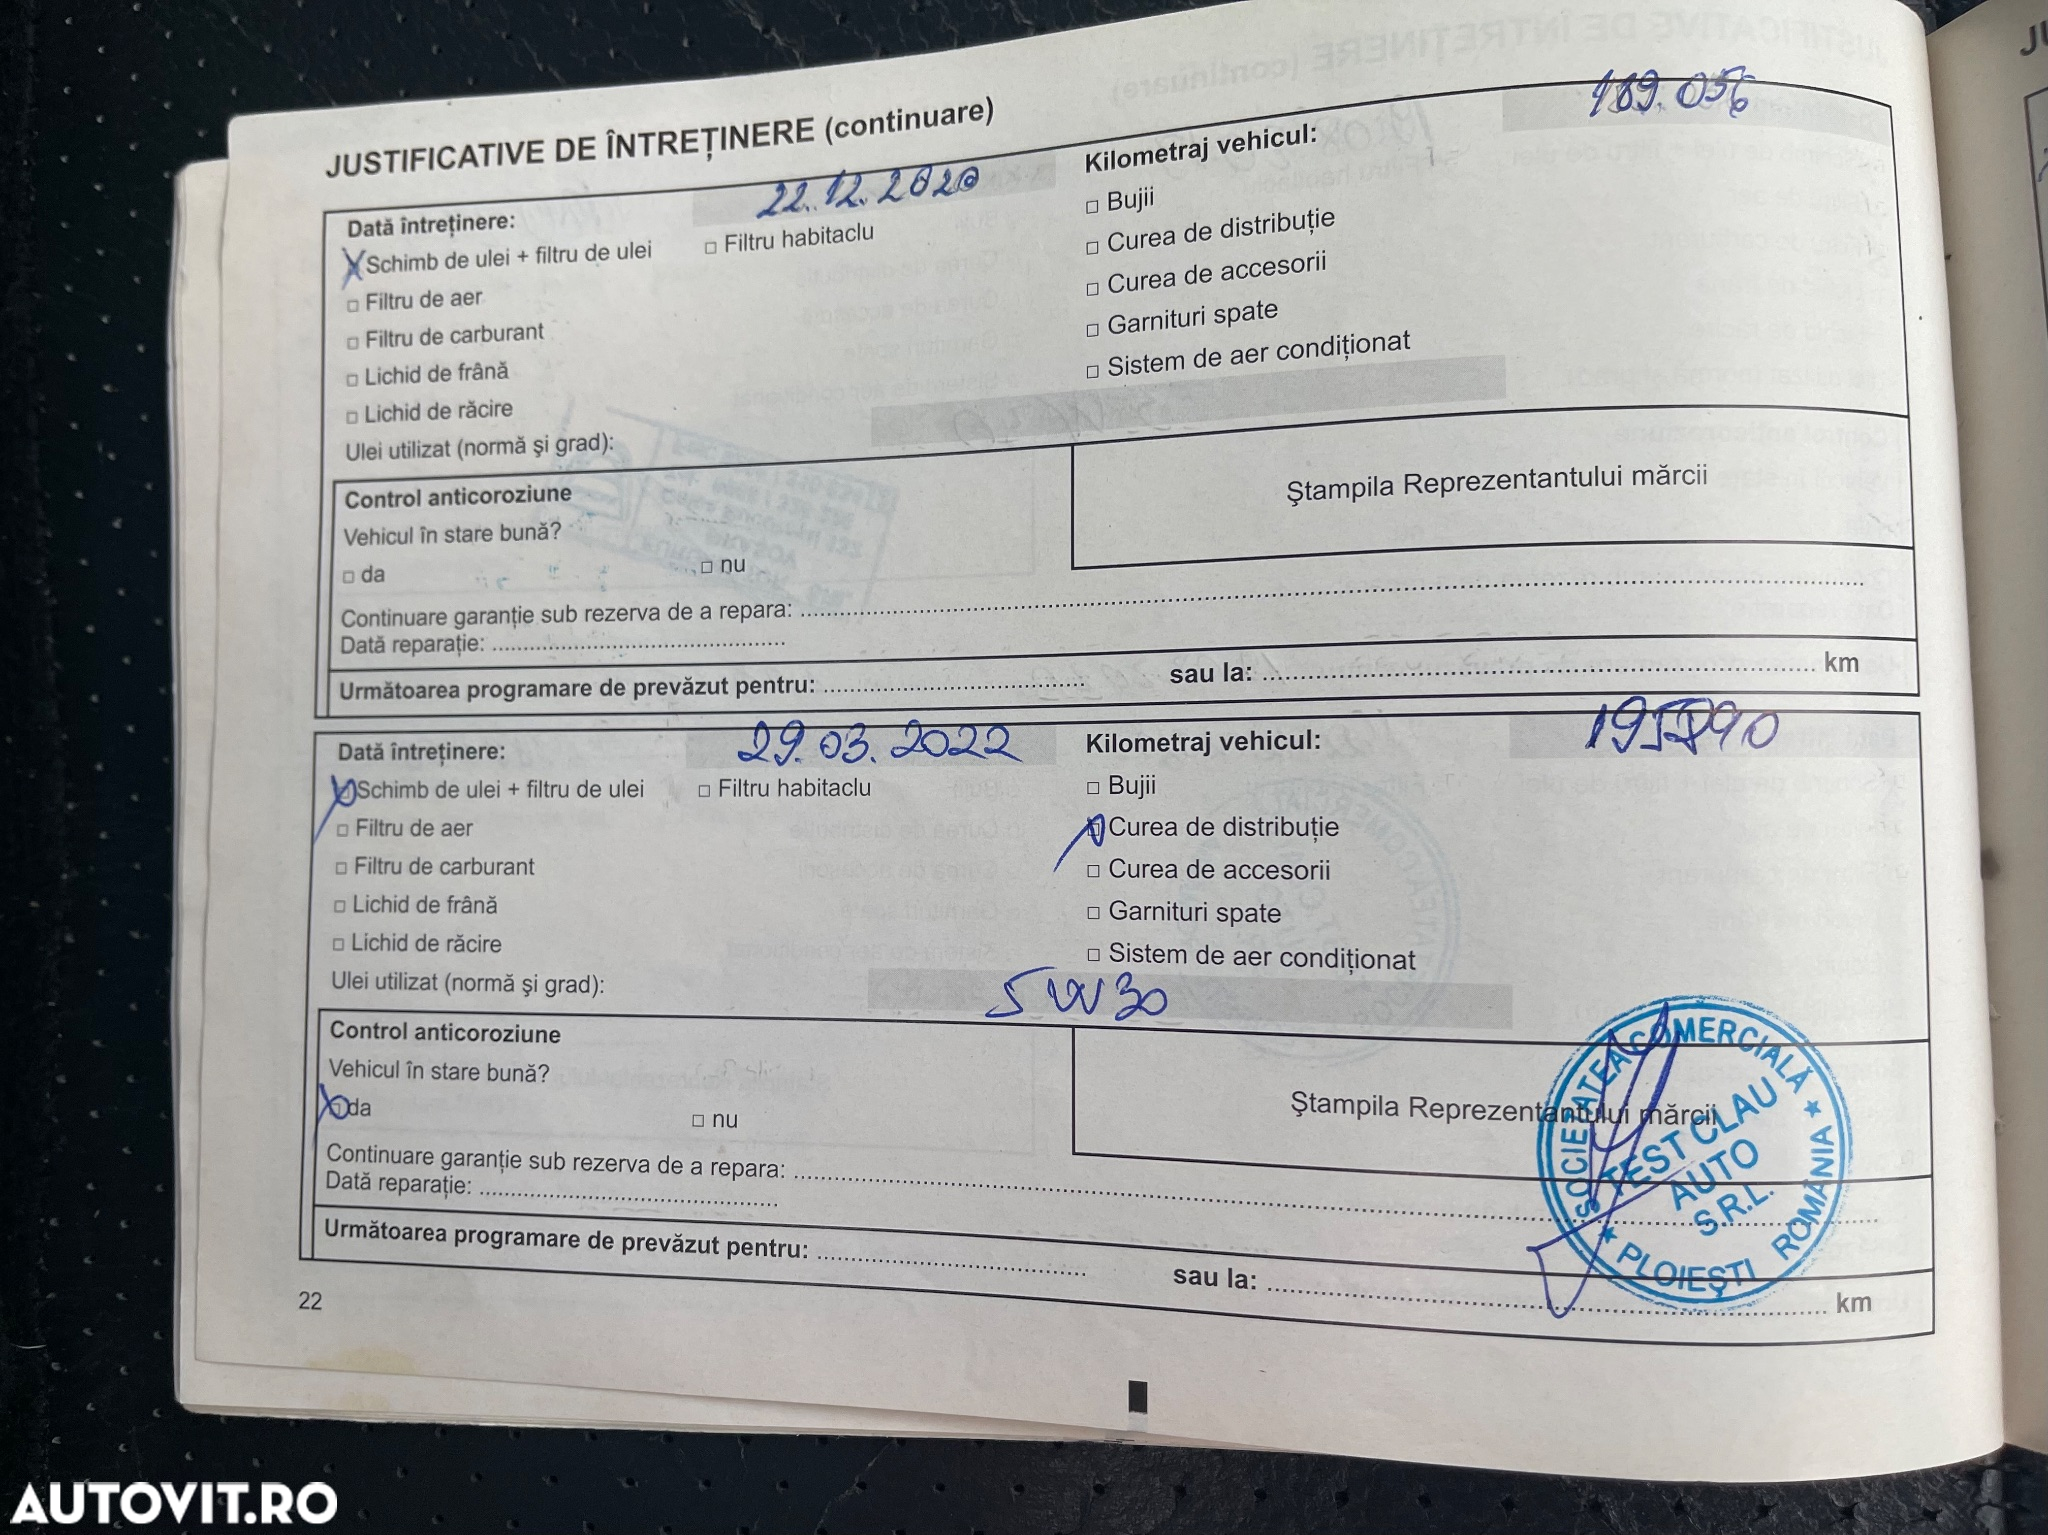 JUSTIFICATIVE DE ÎNTREȚINERE (continuare)
Dată întreținere: 22.12.2020 Kilometraj vehicul: 189.056
Schimb de ulei + filtru de ulei □ Filtru habitaclu □ Bujii
□ Filtru de aer □ Curea de distribuție
□ Filtru de carburant □ Curea de accesorii
□ Lichid de frână □ Garnituri spate
□ Lichid de răcire □ Sistem de aer condiționat
Ulei utilizat (normă și grad):
Control anticoroziune
Vehicul în stare bună? Ștampila Reprezentantului mărcii
□ da □ nu
Continuare garanție sub rezerva de a repara: ....................
Dată reparație: ....................
Următoarea programare de prevăzut pentru: .................... sau la: .................... km
Dată întreținere: 29.03.2022 Kilometraj vehicul:
Schimb de ulei + filtru de ulei □ Filtru habitaclu □ Bujii
□ Filtru de aer Curea de distribuție
□ Filtru de carburant □ Curea de accesorii
□ Lichid de frână □ Garnituri spate
□ Lichid de răcire □ Sistem de aer condiționat
Ulei utilizat (normă și grad): 5W30
Control anticoroziune
Vehicul în stare bună? Ștampila Reprezentantului mărcii
da □ nu
Continuare garanție sub rezerva de a repara: ....................
Dată reparație: ....................
Următoarea programare de prevăzut pentru: .................... sau la: .................... km
SOCIETATEA COMERCIALĂ
TEST CLAU
AUTO
S.R.L.
★ PLOIEȘTI ROMÂNIA ★
22
AUTOVIT.RO